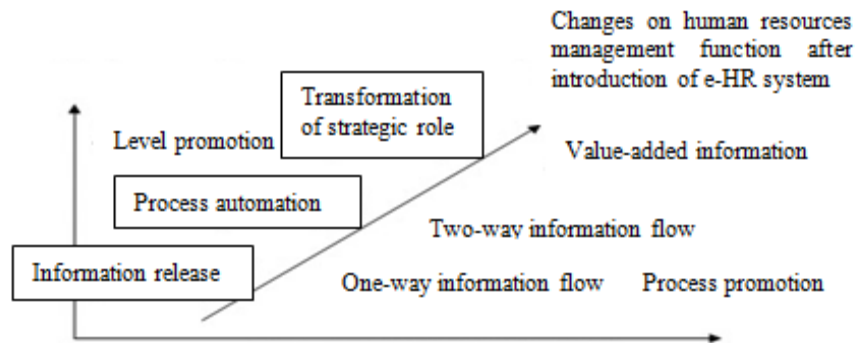 Changes on human resources
management function after
introduction of e-HR system
Transformation
of strategic role
Level promotion
Value-added information
Process automation
Two-way information flow
Information release
One-way information flow
Process promotion